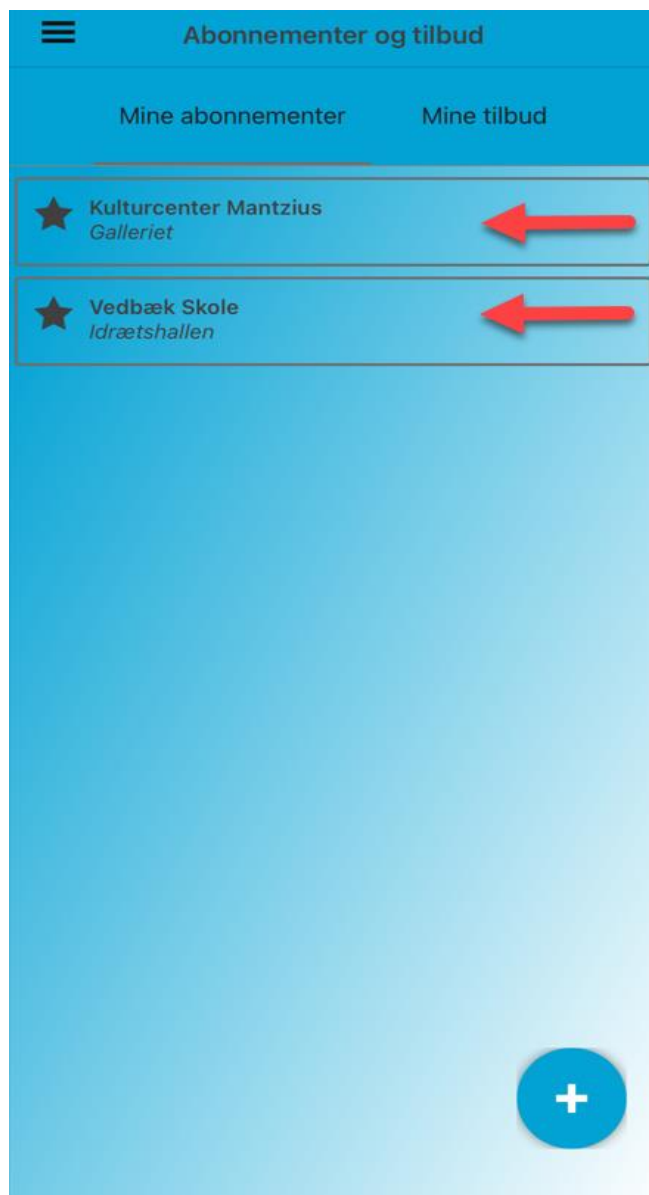 Abonnementer og tilbud
Mine abonnementer Mine tilbud
Kulturcenter Mantzius
Galleriet
Vedbæk Skole
Idrætshallen